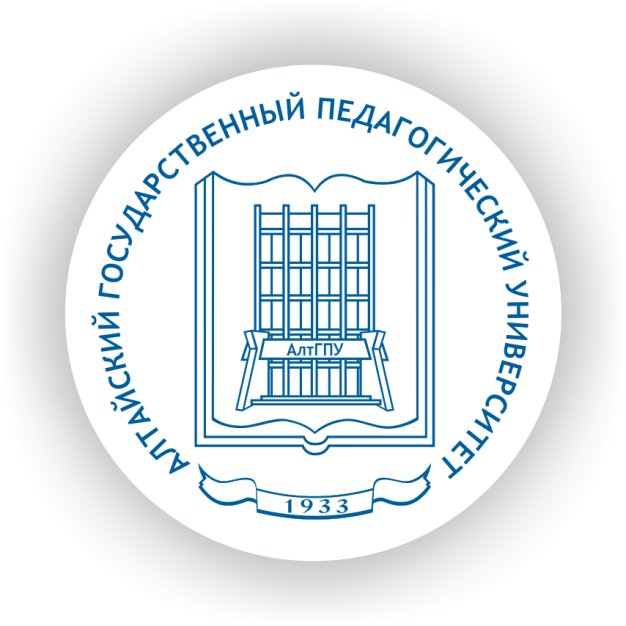 АЛТАЙСКИЙ ГОСУДАРСТВЕННЫЙ ПЕДАГОГИЧЕСКИЙ УНИВЕРСИТЕТ
АлтГПУ
1933